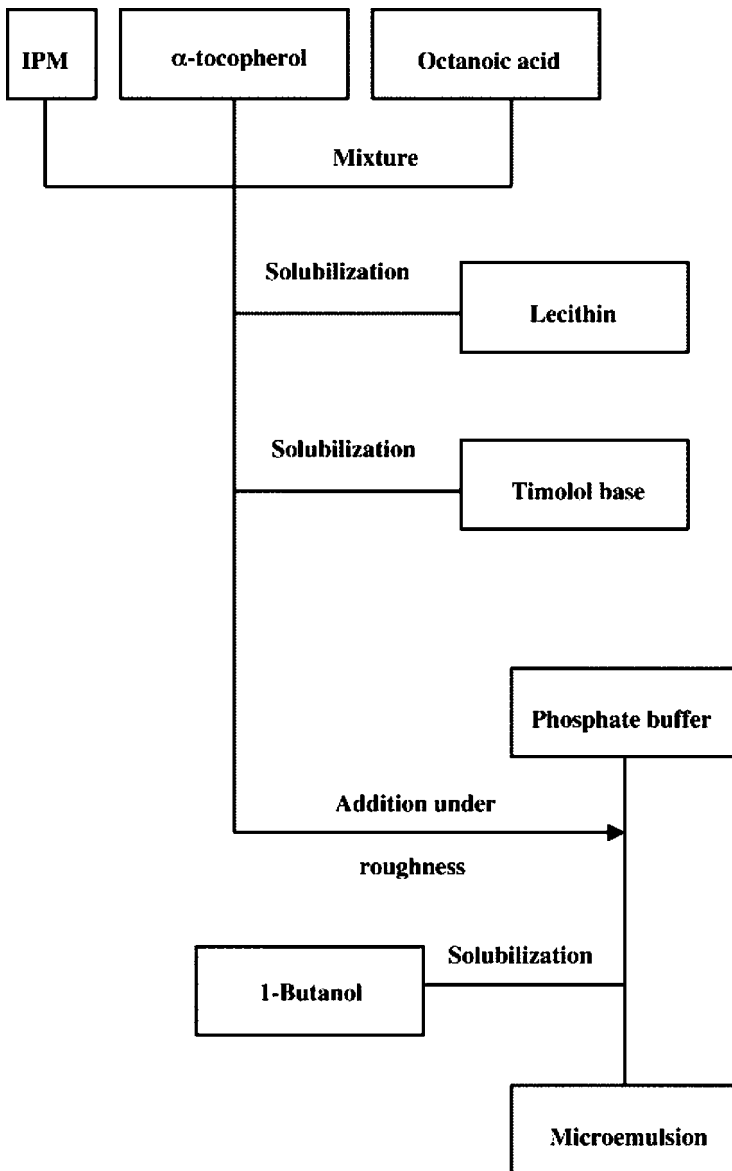 IPM
α-tocopherol
Octanoic acid
Mixture
Solubilization
Lecithin
Solubilization
Timolol base
Phosphate buffer
Addition under
roughness
Solubilization
1-Butanol
Microemulsion